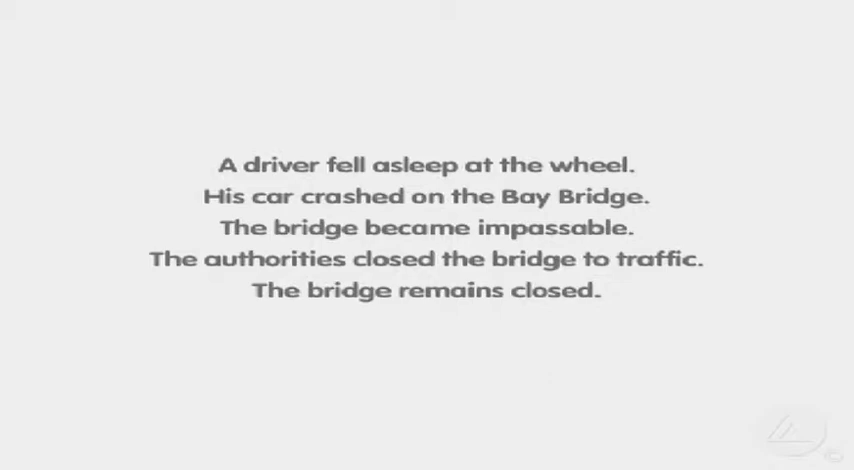 A driver fell asleep at the wheel.
His car crashed on the Bay Bridge.
The bridge became impassable.
The authorities closed the bridge to traffic.
The bridge remains closed.